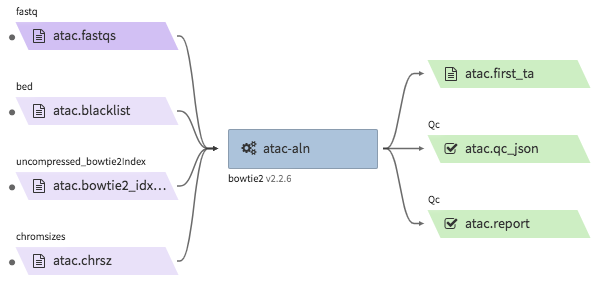 fastq
atac.fastqs
bed
atac.blacklist
uncompressed_bowtie2Index
atac.bowtie2_idx...
chromsizes
atac.chrsz
atac-aln
bowtie2 v2.2.6
atac.first_ta
Qc
atac.qc_json
Qc
atac.report